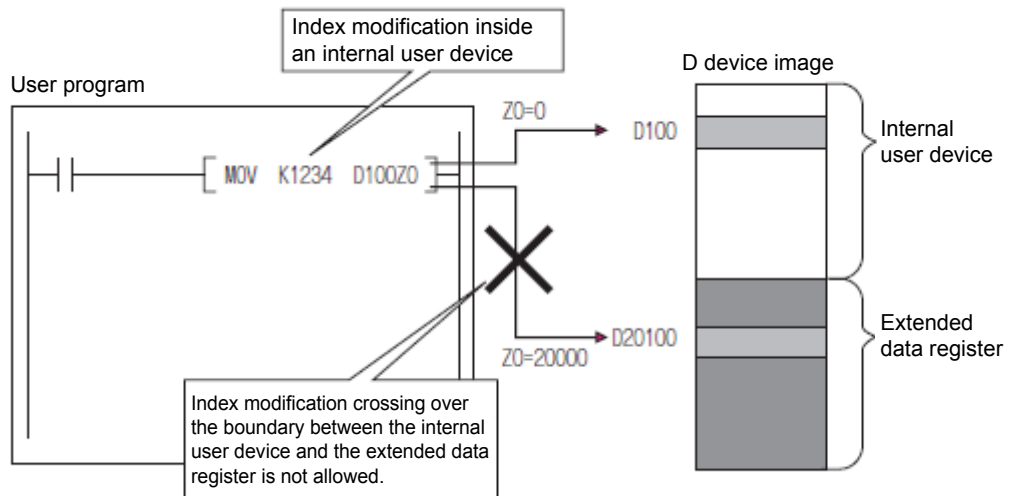 Index modification inside
an internal user device
D device image
User program
Z0=0
D100
Internal
user device
MOV K1234 D100Z0
Extended
data register
D20100
Z0=20000
Index modification crossing over
the boundary between the internal
user device and the extended data
register is not allowed.